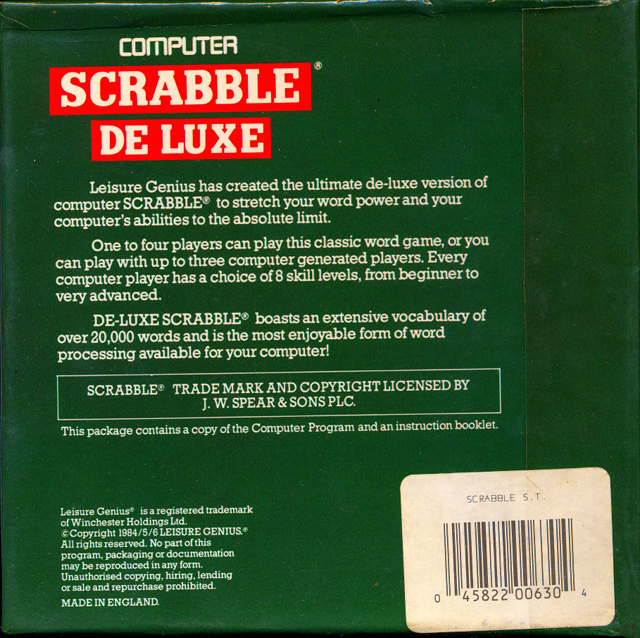 COMPUTER
SCRABBLE®
DE LUXE
Leisure Genius has created the ultimate de-luxe version of
computer SCRABBLE® to stretch your word power and your
computer's abilities to the absolute limit.
One to four players can play this classic word game, or you
can play with up to three computer generated players. Every
computer player has a choice of 8 skill levels, from beginner to
very advanced.
DE-LUXE SCRABBLE® boasts an extensive vocabulary of
over 20,000 words and is the most enjoyable form of word
processing available for your computer!
SCRABBLE® TRADE MARK AND COPYRIGHT LICENSED BY
J. W. SPEAR & SONS PLC.
This package contains a copy of the Computer Program and an instruction booklet.
Leisure Genius® is a registered trademark
of Winchester Holdings Ltd.
©Copyright 1984/5/6 LEISURE GENIUS.®
All rights reserved. No part of this
program, packaging or documentation
may be reproduced in any form.
Unauthorised copying, hiring, lending
or sale and repurchase prohibited.
MADE IN ENGLAND.
SCRABBLE S.T.
0 45822 00630 4